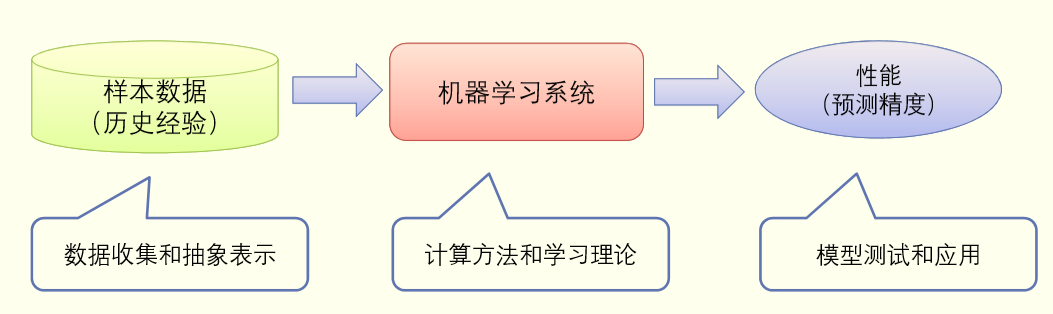 样本数据
（历史经验）
机器学习系统
性能
（预测精度）
数据收集和抽象表示
计算方法和学习理论
模型测试和应用